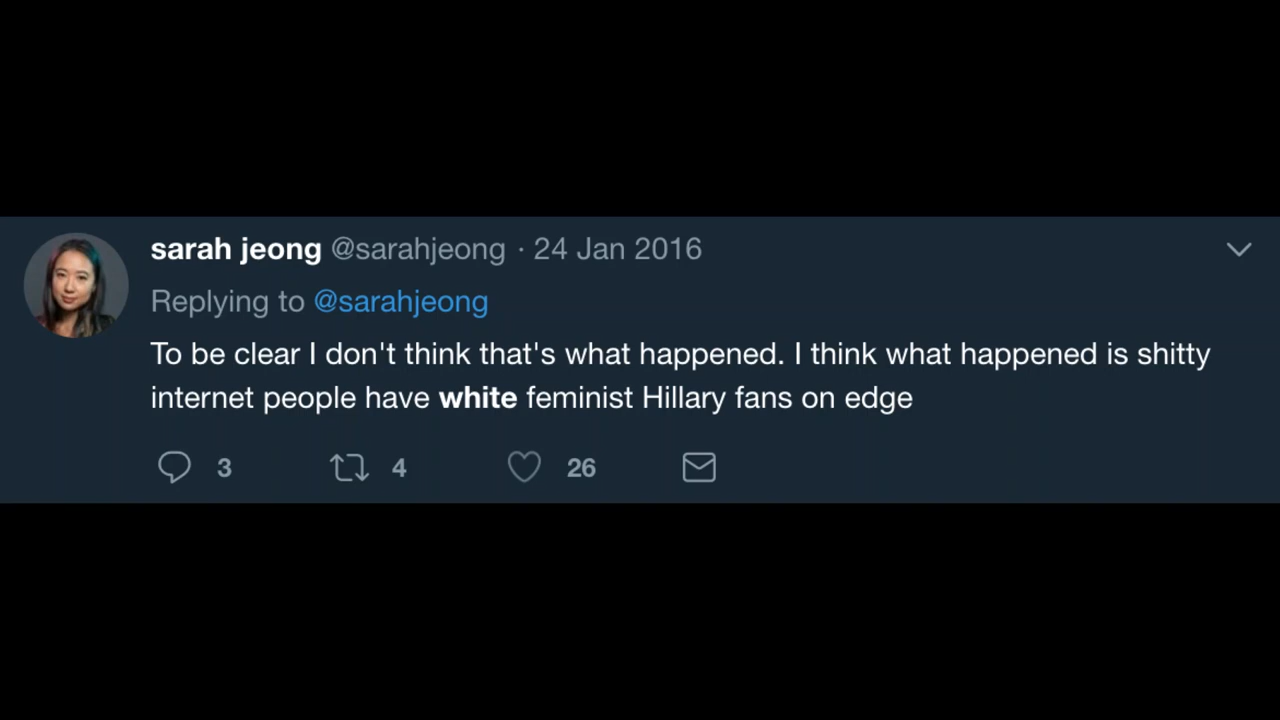 sarah jeong @sarahjeong · 24 Jan 2016
Replying to @sarahjeong
To be clear I don't think that's what happened. I think what happened is shitty
internet people have white feminist Hillary fans on edge
3 4 26